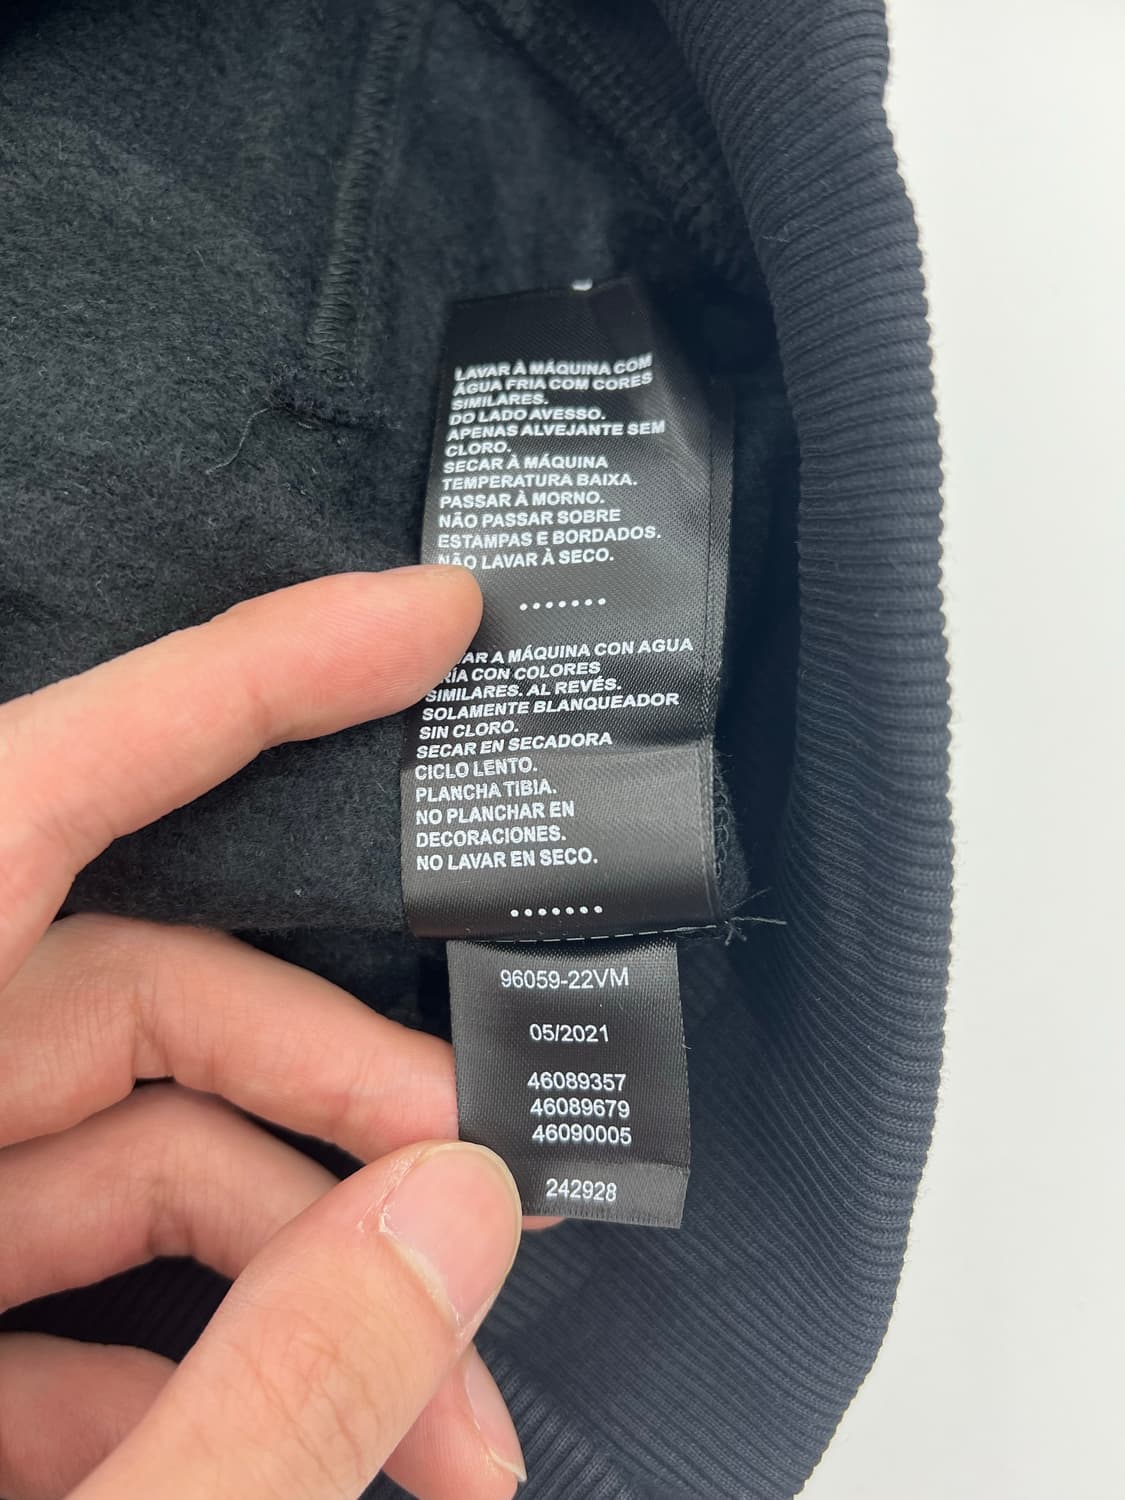 LAVAR À MÁQUINA COM
ÁGUA FRIA COM CORES
SIMILARES.
DO LADO AVESSO.
APENAS ALVEJANTE SEM
CLORO.
SECAR À MÁQUINA
TEMPERATURA BAIXA.
PASSAR À MORNO.
NÃO PASSAR SOBRE
ESTAMPAS E BORDADOS.
NÃO LAVAR À SECO.
.......
AR A MÁQUINA CON AGUA
RÍA CON COLORES
SIMILARES. AL REVÉS.
SOLAMENTE BLANQUEADOR
SIN CLORO.
SECAR EN SECADORA
CICLO LENTO.
PLANCHA TIBIA.
NO PLANCHAR EN
DECORACIONES.
NO LAVAR EN SECO.
.......
96059-22VM
05/2021
46089357
46089679
46090005
242928